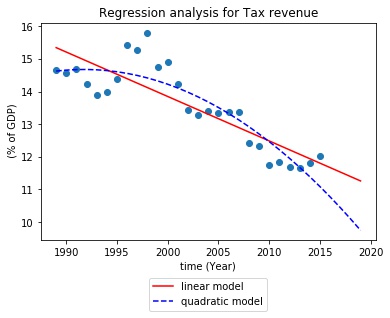 Regression analysis for Tax revenue
16
15
14
13
12
11
10
(% of GDP)
1990 1995 2000 2005 2010 2015 2020
time (Year)
linear model
quadratic model